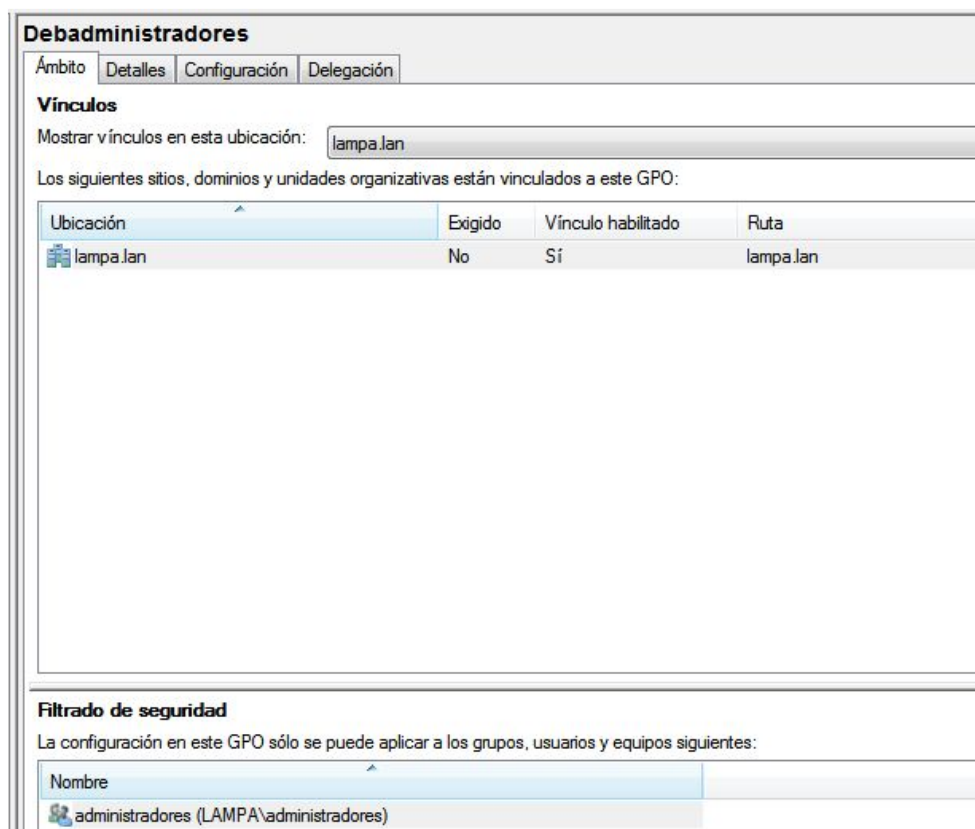 Debadministradores
Ámbito Detalles Configuración Delegación
Vínculos
Mostrar vínculos en esta ubicación: lampa.lan
Los siguientes sitios, dominios y unidades organizativas están vinculados a este GPO:
Ubicación Exigido Vínculo habilitado Ruta
lampa.lan No Sí lampa.lan
Filtrado de seguridad
La configuración en este GPO sólo se puede aplicar a los grupos, usuarios y equipos siguientes:
Nombre
administradores (LAMPA\administradores)